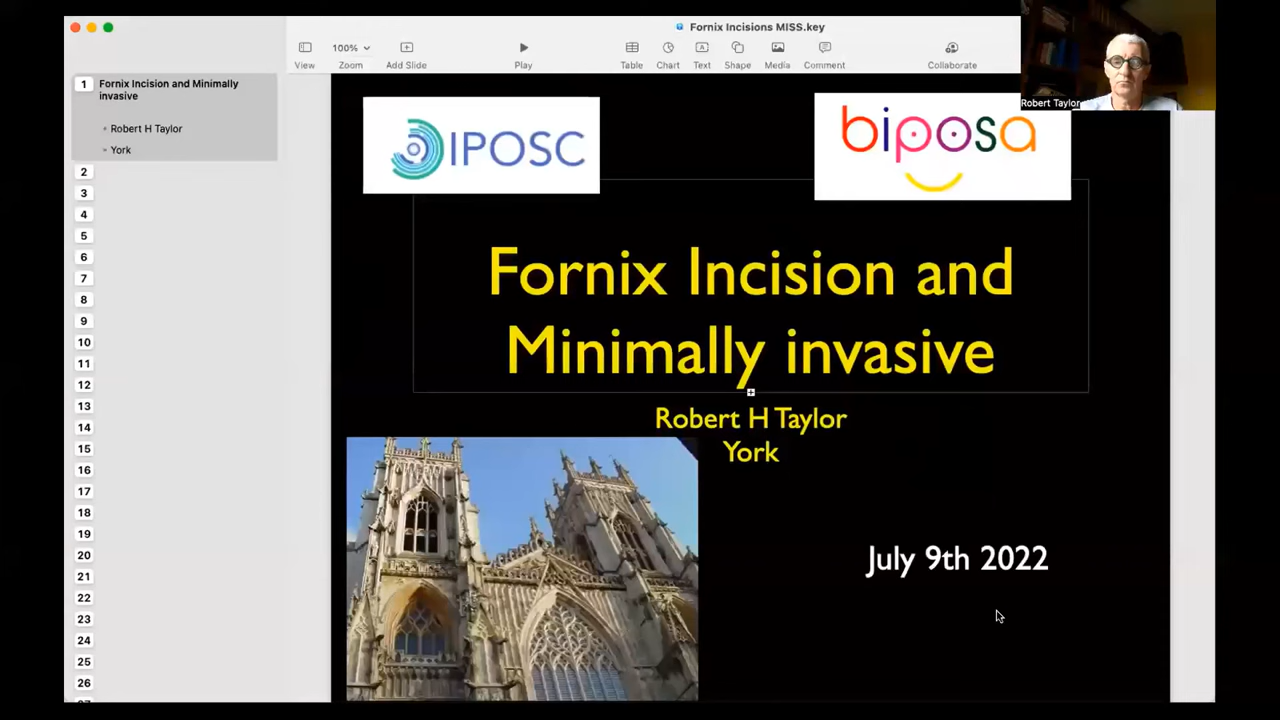 Fornix Incisions MISS.key
100%
View
Zoom
Add Slide
Play
Table
Chart
Text
Shape
Media
Comment
Collaborate
Robert Taylor
1
Fornix Incision and Minimally
invasive
Robert H Taylor
York
2
3
4
5
6
7
8
9
10
11
12
13
14
15
16
17
18
19
20
21
22
23
24
25
26
IPOSC
biposa
Fornix Incision and
Minimally invasive
Robert H Taylor
York
July 9th 2022